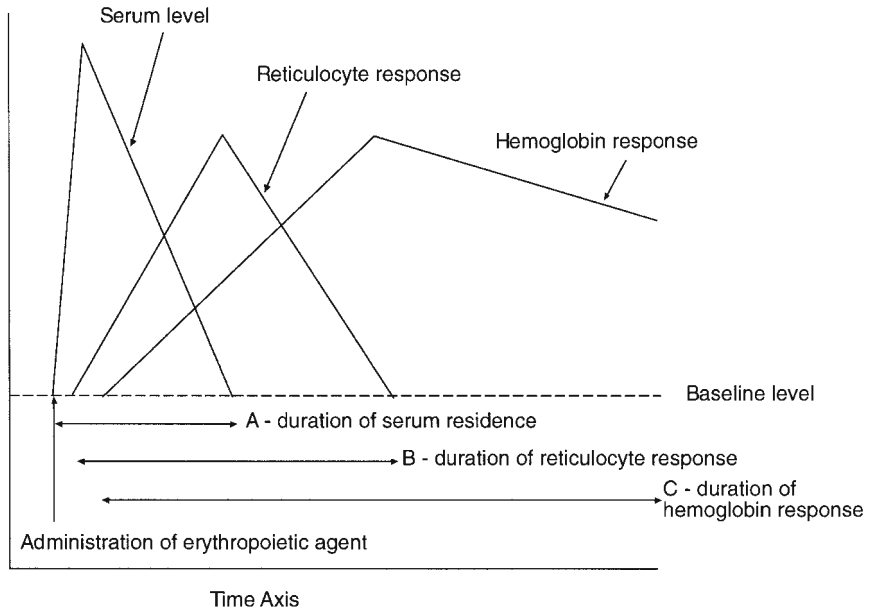 Serum level
Reticulocyte response
Hemoglobin response
Baseline level
A - duration of serum residence
B - duration of reticulocyte response
C - duration of
hemoglobin response
Administration of erythropoietic agent
Time Axis